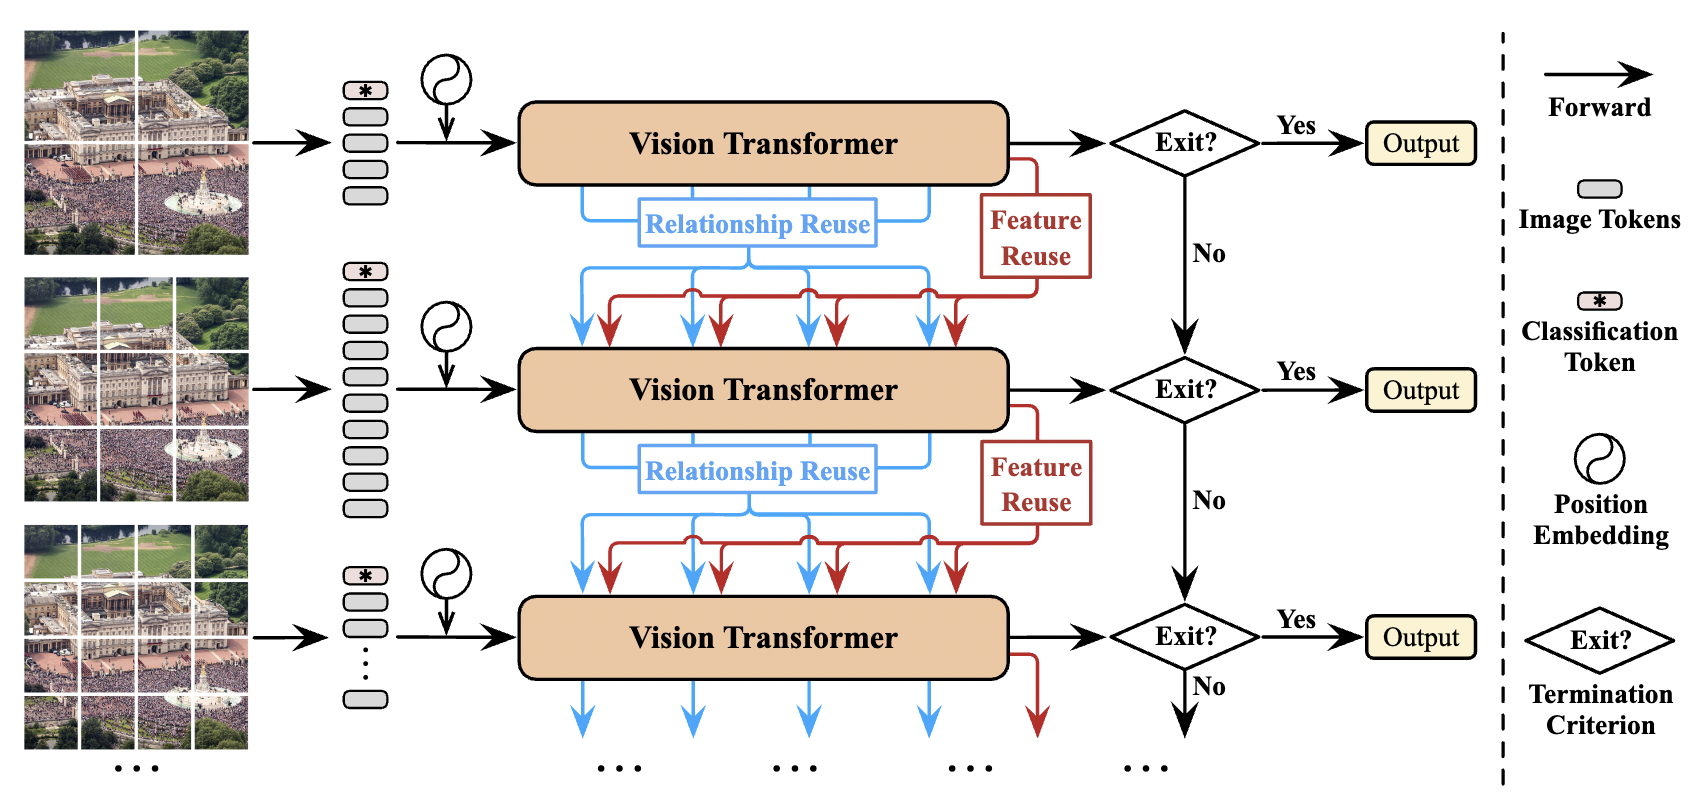 *
Vision Transformer
Exit?
Yes
Output
Relationship Reuse
Feature
Reuse
No
*
Vision Transformer
Exit?
Yes
Output
Relationship Reuse
Feature
Reuse
No
*
Vision Transformer
Exit?
Yes
Output
No
...
... ... ... ...
Forward
Image Tokens
*
Classification
Token
Position
Embedding
Exit?
Termination
Criterion